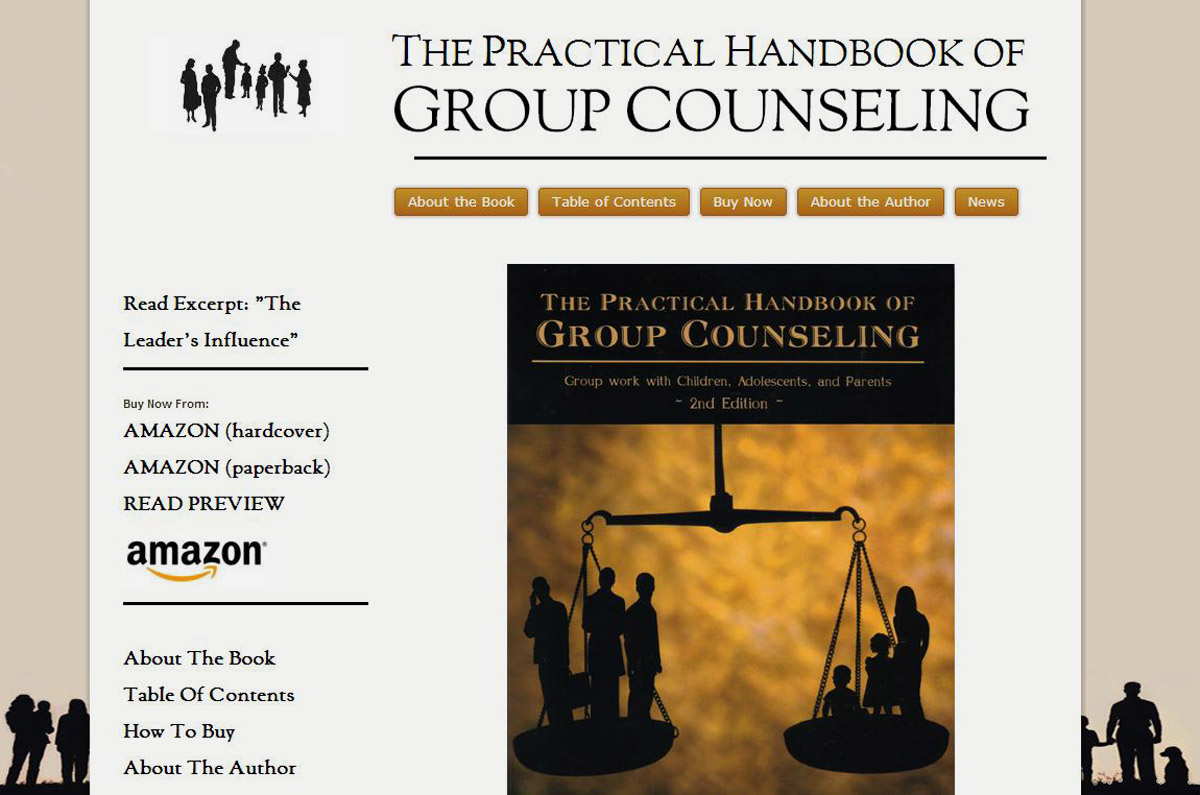 THE PRACTICAL HANDBOOK OF
GROUP COUNSELING
About the Book
Table of Contents
Buy Now
About the Author
News
Read Excerpt: ”The
Leader’s Influence”
Buy Now From:
AMAZON (hardcover)
AMAZON (paperback)
READ PREVIEW
amazon®
About The Book
Table Of Contents
How To Buy
About The Author
THE PRACTICAL HANDBOOK OF
GROUP COUNSELING
Group work with Children, Adolescents, and Parents
~ 2nd Edition ~